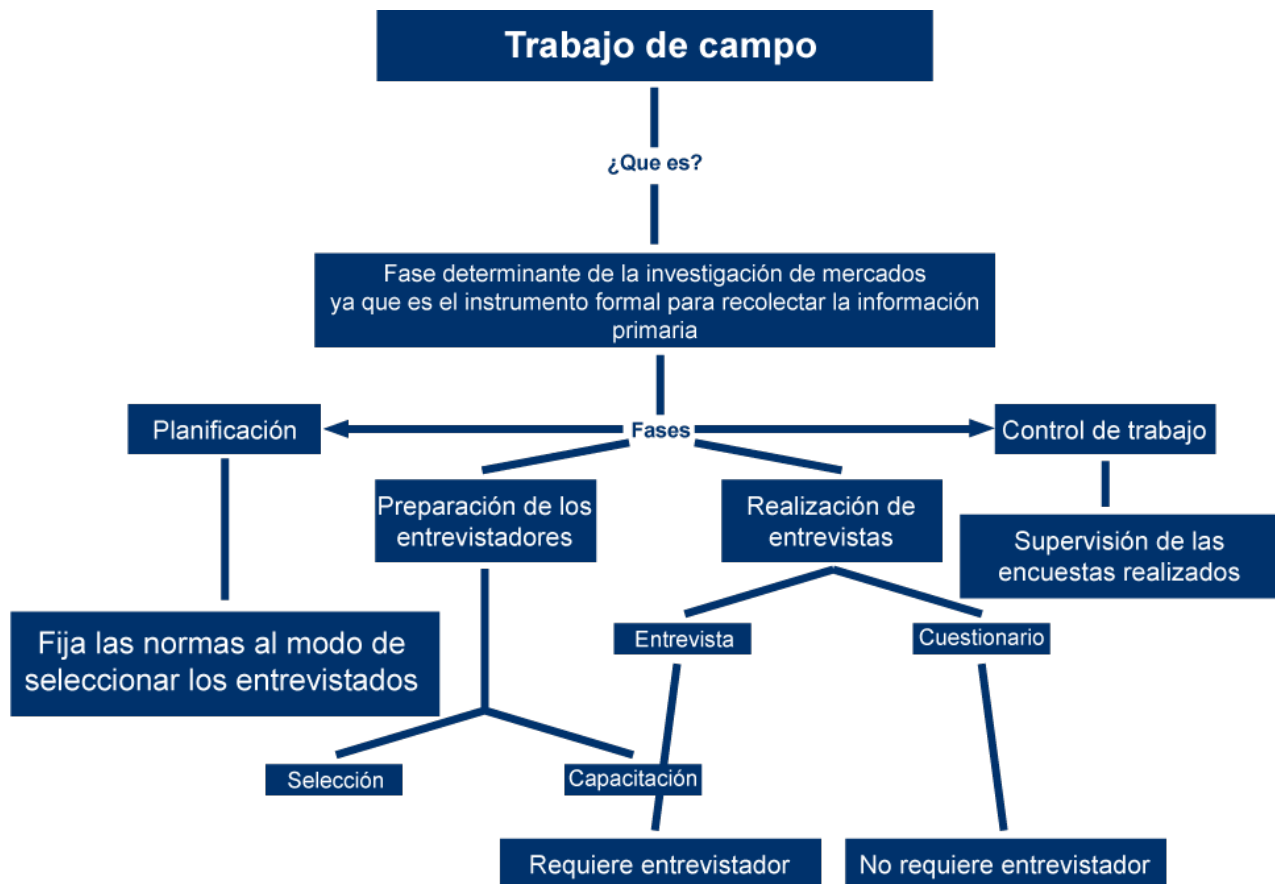 Trabajo de campo
¿Que es?
Fase determinante de la investigación de mercados
ya que es el instrumento formal para recolectar la información
primaria
Planificación
Fases
Control de trabajo
Preparación de los
entrevistadores
Realización de
entrevistas
Supervisión de las
encuestas realizados
Fija las normas al modo de
seleccionar los entrevistados
Entrevista
Cuestionario
Selección
Capacitación
Requiere entrevistador
No requiere entrevistador